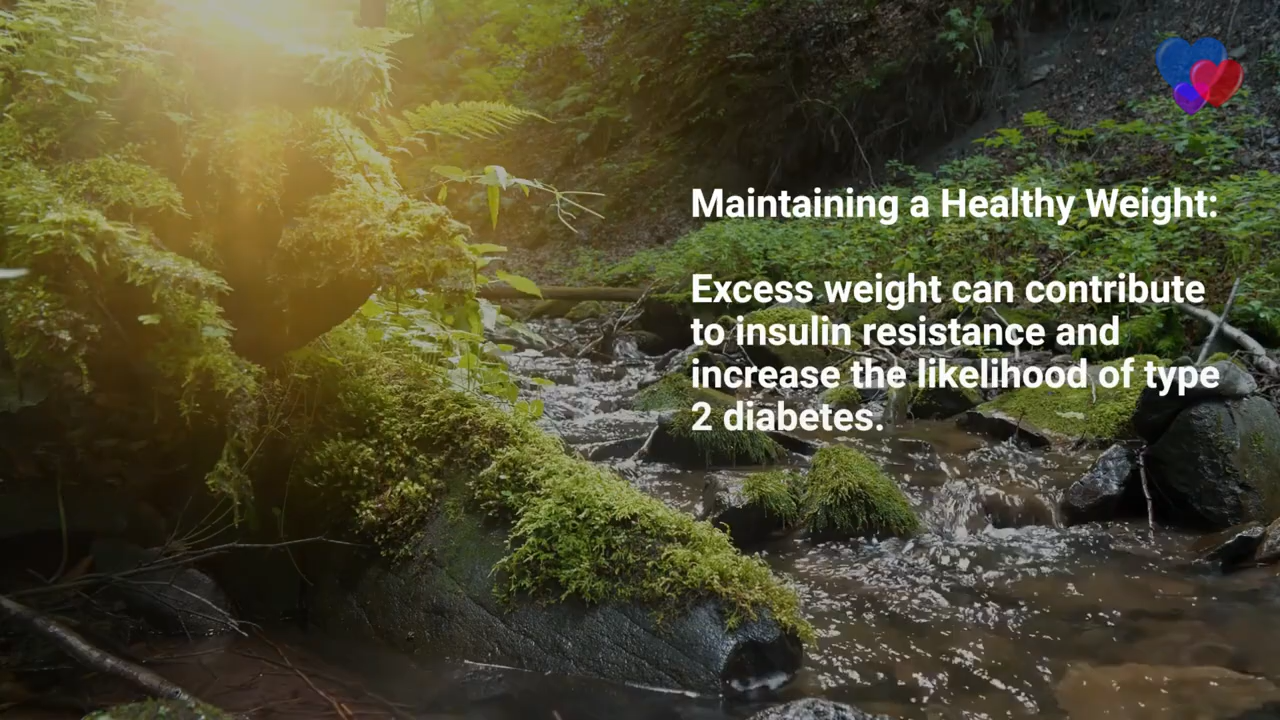 Maintaining a Healthy Weight:
Excess weight can contribute
to insulin resistance and
increase the likelihood of type
2 diabetes.